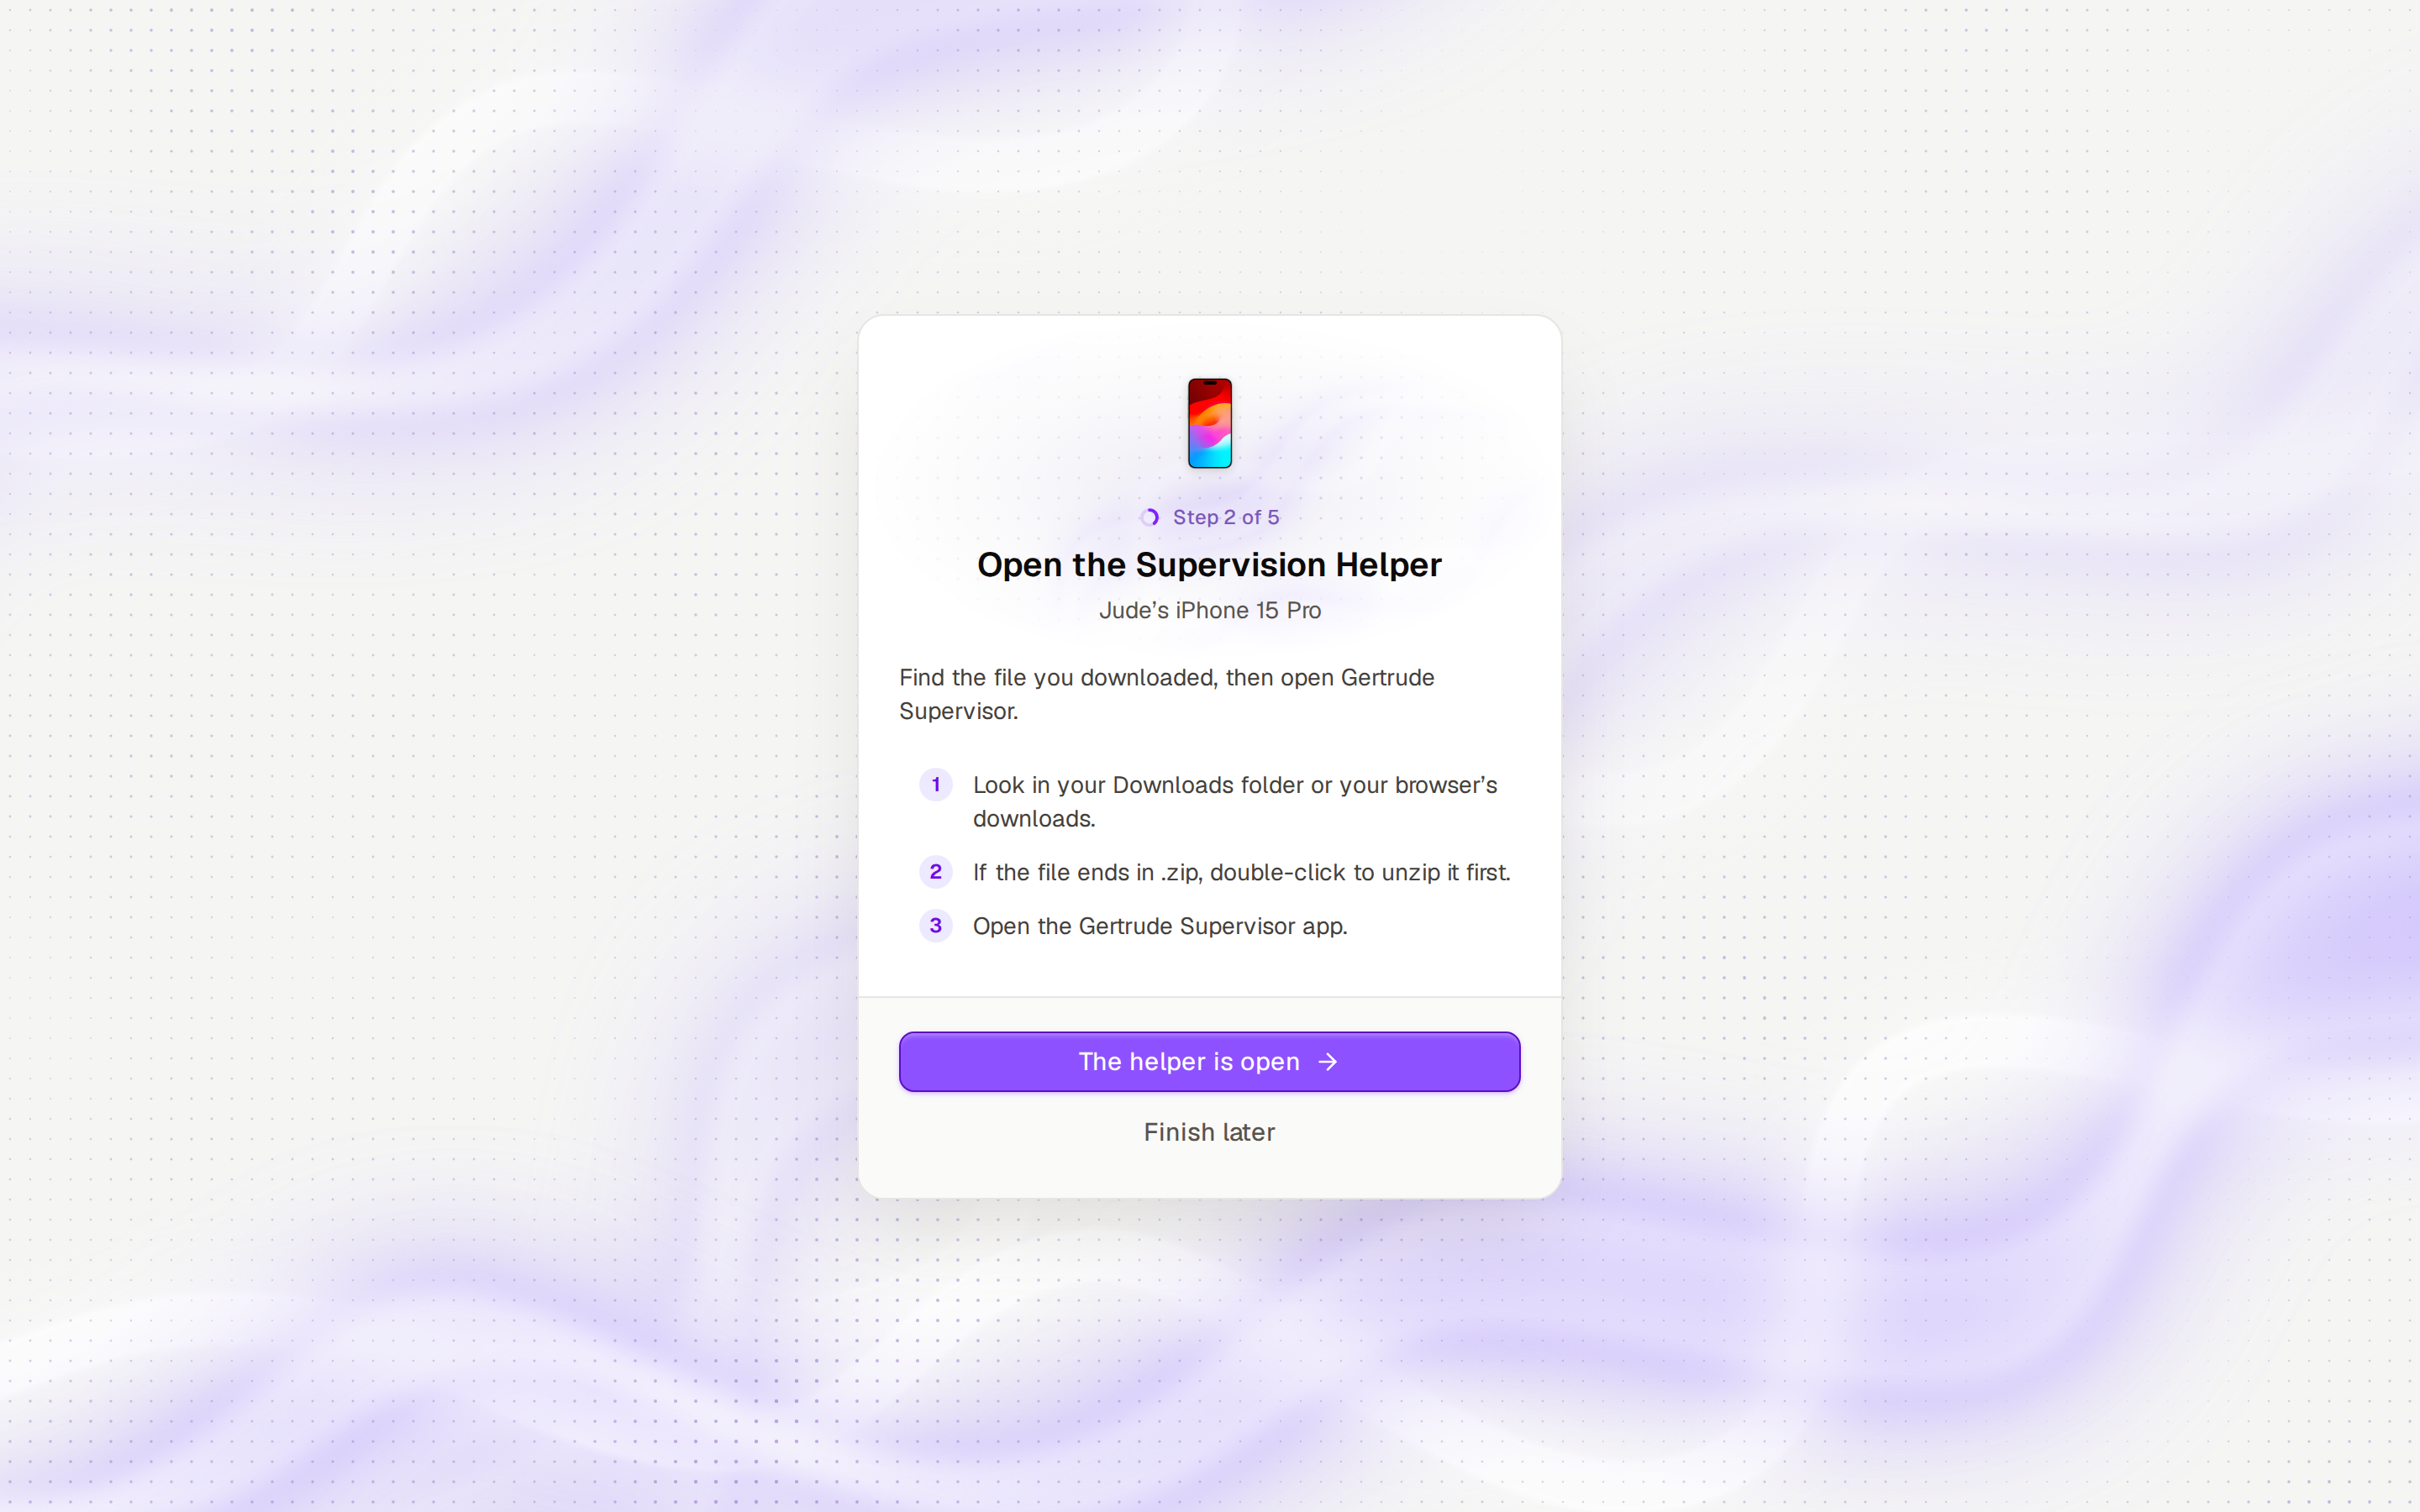 Step 2 of 5
Open the Supervision Helper
Jude’s iPhone 15 Pro
Find the file you downloaded, then open Gertrude
Supervisor.
1 Look in your Downloads folder or your browser’s
downloads.
2 If the file ends in .zip, double-click to unzip it first.
3 Open the Gertrude Supervisor app.
The helper is open →
Finish later